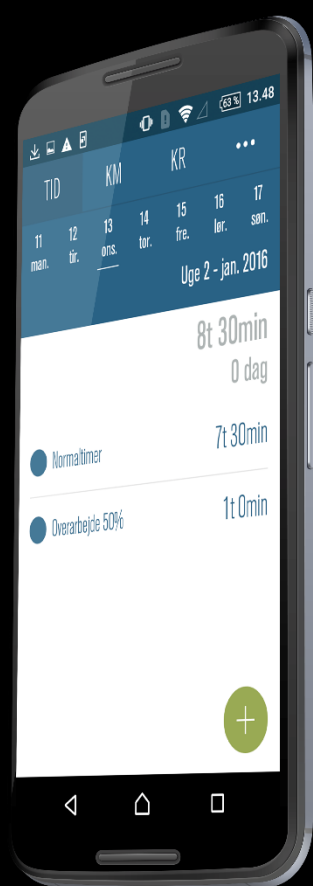 63% 13.48
TID KM KR
11 12 13 14 15 16 17
man. tir. ons. tor. fre. lør. søn.
Uge 2 - jan. 2016
8t 30min
0 dag
Normaltimer 7t 30min
Overarbejde 50% 1t 0min